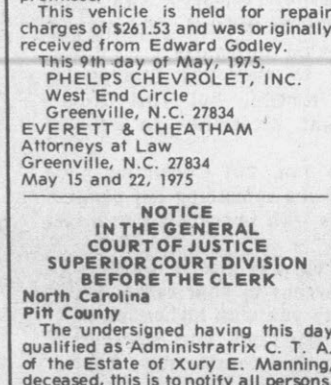 This vehicle is held for repair
charges of $261.53 and was originally
received from Edward Godley.
This 9th day of May, 1975.
PHELPS CHEVROLET, INC.
West End Circle
Greenville, N.C. 27834
EVERETT & CHEATHAM
Attorneys at Law
Greenville, N.C. 27834
May 15 and 22, 1975
NOTICE
IN THE GENERAL
COURT OF JUSTICE
SUPERIOR COURT DIVISION
BEFORE THE CLERK
North Carolina
Pitt County
The undersigned having this day
qualified as Administratrix C. T. A.
of the Estate of Xury E. Manning,
deceased, this is to notify all persons